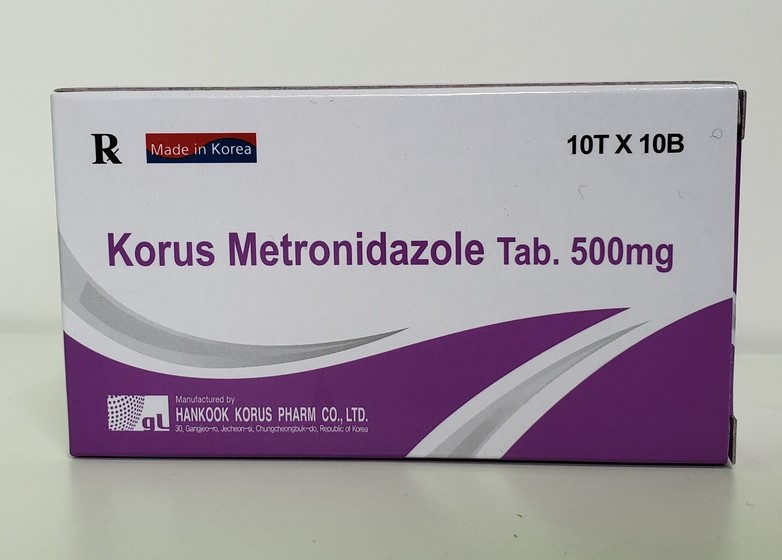 Rx Made in Korea 10T X 10B
Korus Metronidazole Tab. 500mg
gL
Manufactured by
HANKOOK KORUS PHARM CO., LTD.
30, Gangjeo-ro, Jecheon-si, Chungcheongbuk-do, Republic of Korea